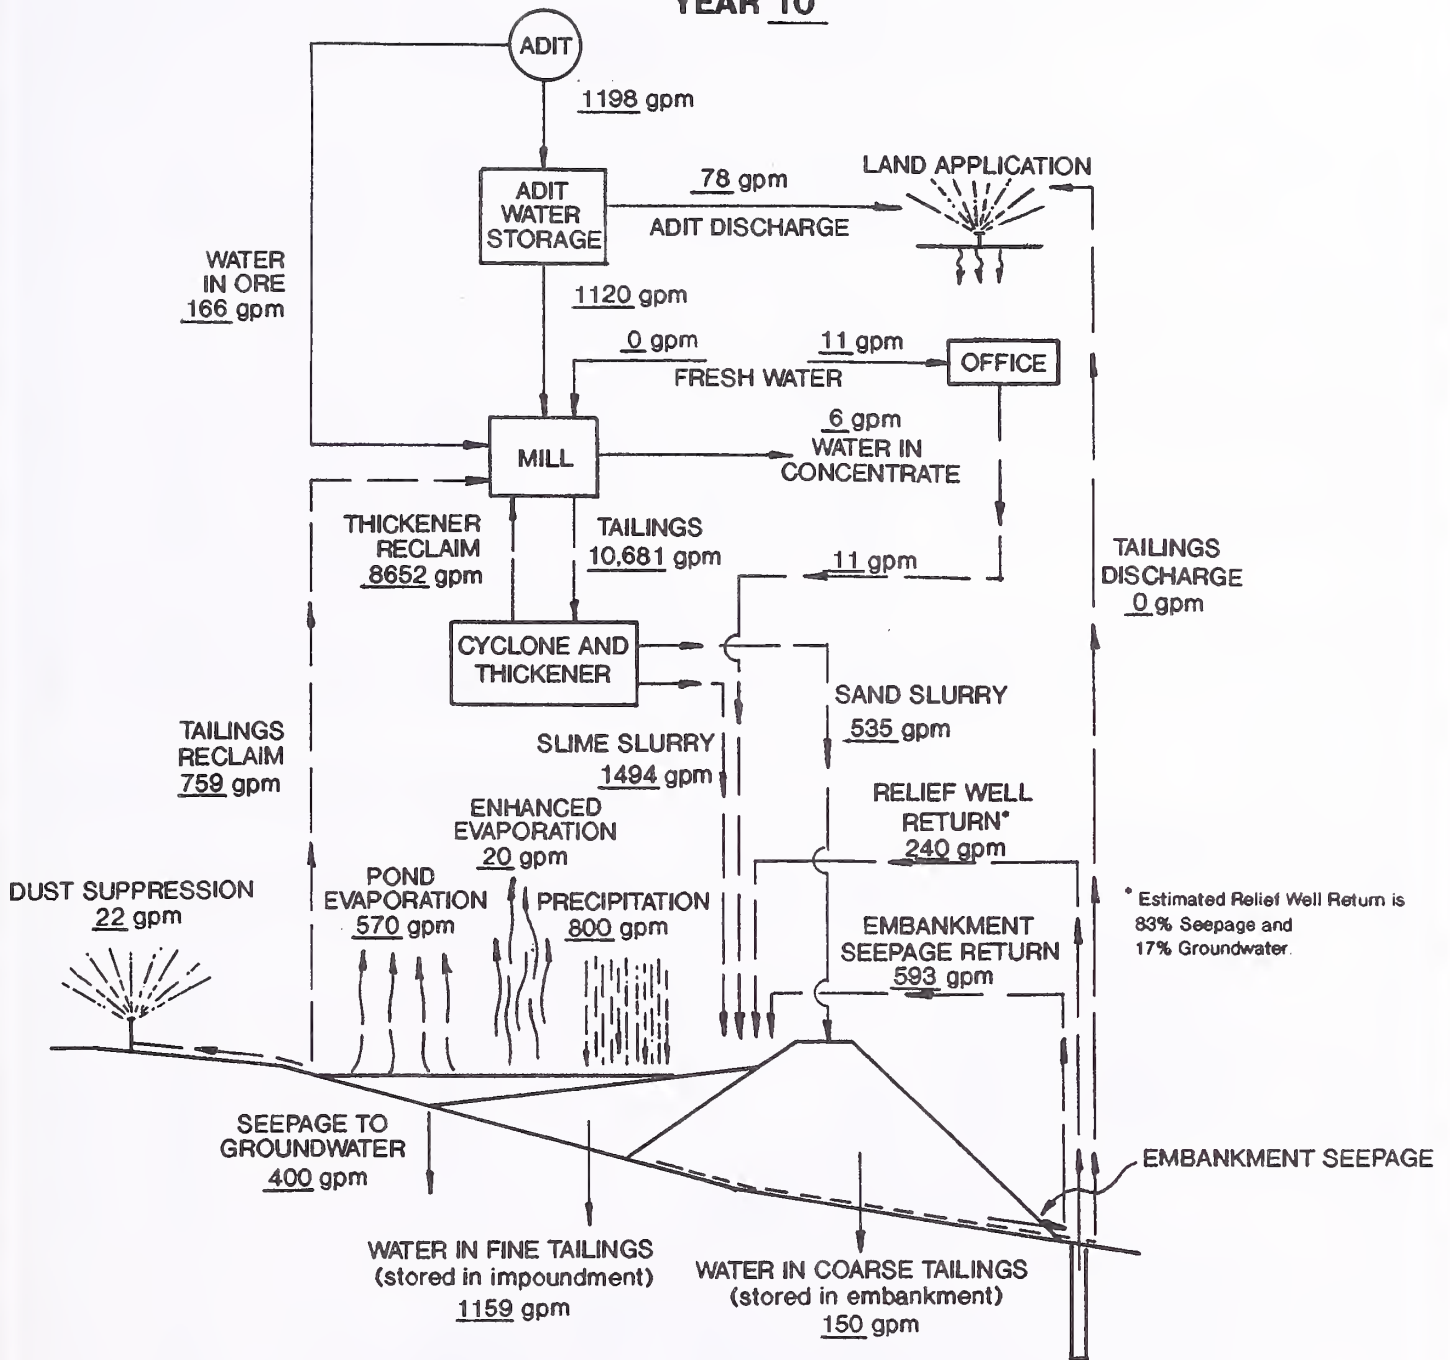 YEAR 10
ADIT
1198 gpm
LAND APPLICATION
78 gpm
ADIT
WATER
STORAGE
ADIT DISCHARGE
WATER
IN ORE
166 gpm
1120 gpm
0 gpm
11 gpm
FRESH WATER
OFFICE
6 gpm
WATER IN
CONCENTRATE
MILL
THICKENER
RECLAIM
8652 gpm
TAILINGS
10,681 gpm
11 gpm
TAILINGS
DISCHARGE
0 gpm
CYCLONE AND
THICKENER
SAND SLURRY
535 gpm
TAILINGS
RECLAIM
759 gpm
SLIME SLURRY
1494 gpm
RELIEF WELL
RETURN*
240 gpm
ENHANCED
EVAPORATION
20 gpm
DUST SUPPRESSION
22 gpm
POND
EVAPORATION
570 gpm
PRECIPITATION
800 gpm
* Estimated Relief Well Return is
83% Seepage and
17% Groundwater.
EMBANKMENT
SEEPAGE RETURN
593 gpm
SEEPAGE TO
GROUNDWATER
400 gpm
EMBANKMENT SEEPAGE
WATER IN FINE TAILINGS
(stored in impoundment)
1159 gpm
WATER IN COARSE TAILINGS
(stored in embankment)
150 gpm